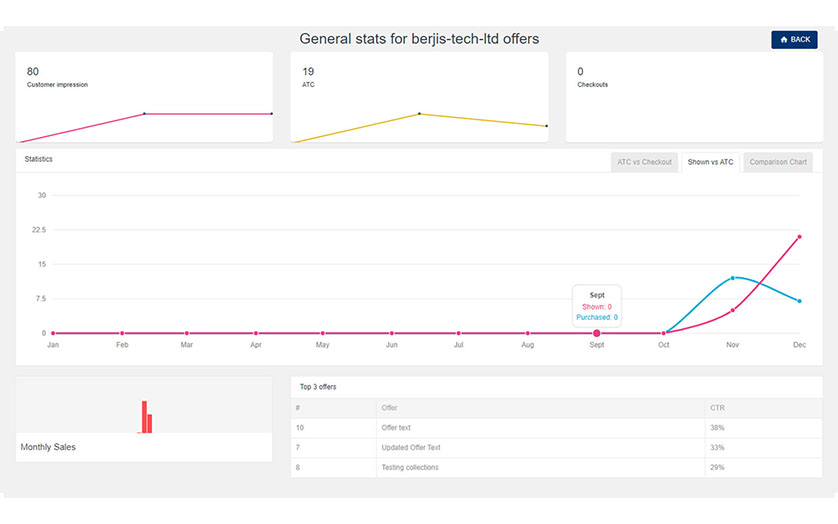 General stats for berjis-tech-ltd offers
BACK
80
Customer impression
19
ATC
0
Checkouts
Statistics
ATC vs Checkout
Shown vs ATC
Comparison Chart
30
22.5
15
7.5
0
Sept
Shown: 0
Purchased: 0
Jan Feb Mar Apr May Jun Jul Aug Sept Oct Nov Dec
Monthly Sales
Top 3 offers
# Offer CTR
10 Offer text 38%
7 Updated Offer Text 33%
8 Testing collections 29%